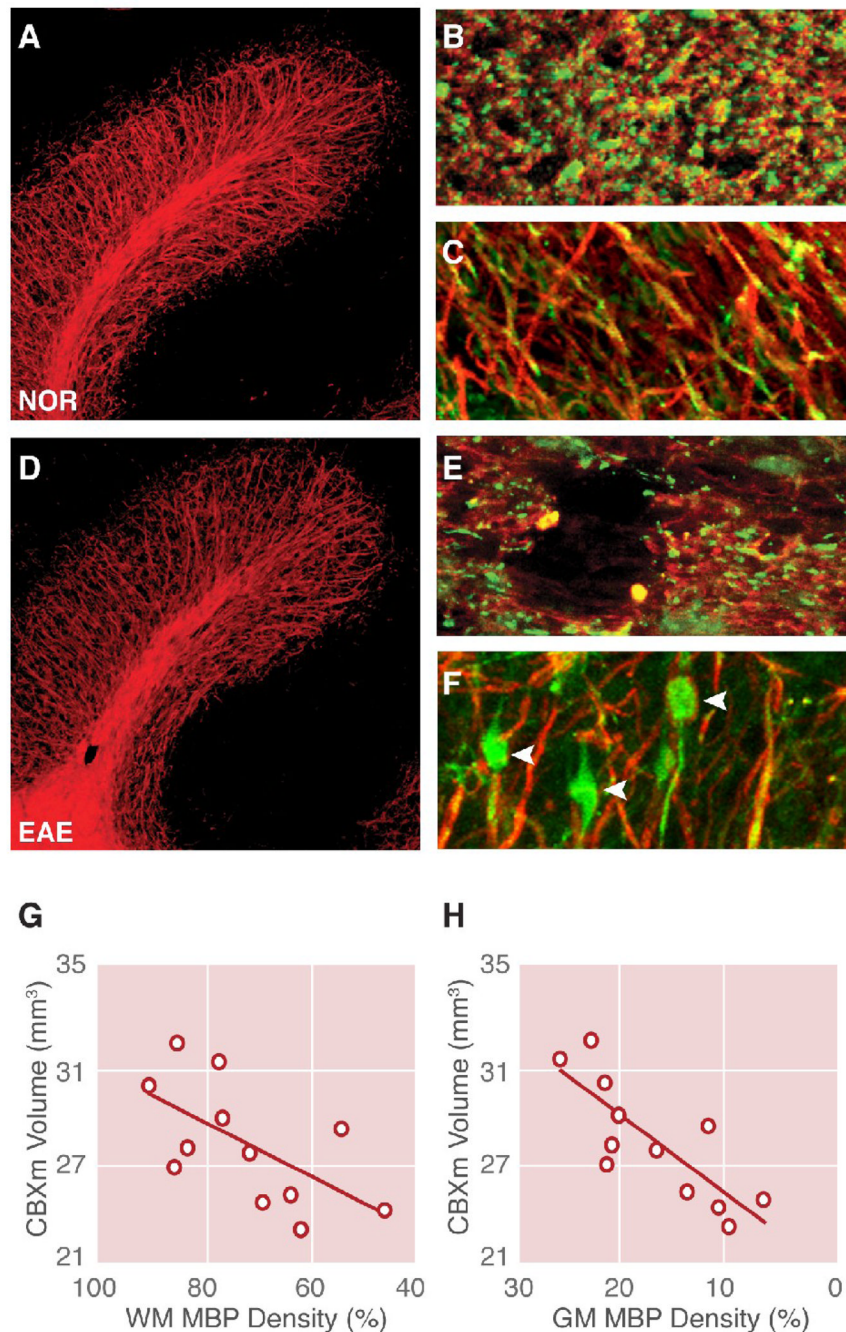 A
NOR
B
C
D
EAE
E
F
G
CBXm Volume (mm³)
35
31
27
21
100
80
60
40
WM MBP Density (%)
H
CBXm Volume (mm³)
35
31
27
21
30
20
10
0
GM MBP Density (%)